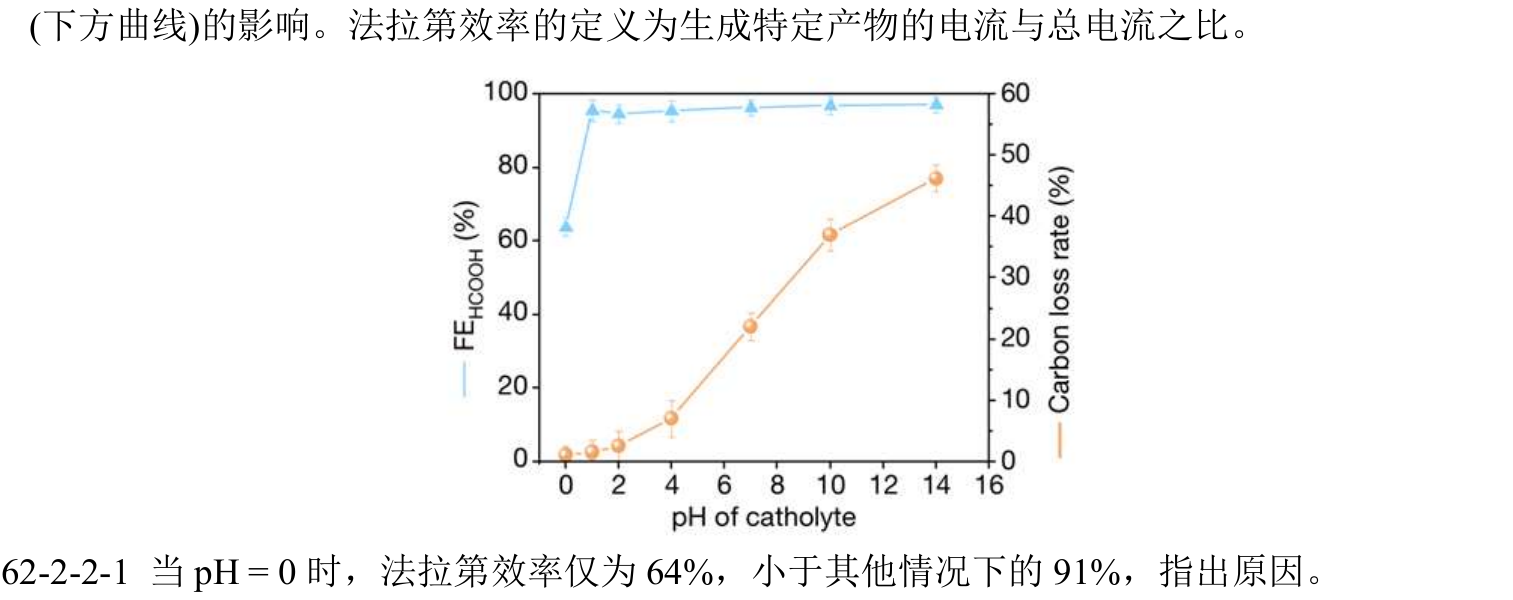 (下方曲线)的影响。法拉第效率的定义为生成特定产物的电流与总电流之比。
100
80
60
40
20
0
FEHCOOH (%)
60
50
40
30
20
10
0
Carbon loss rate (%)
0 2 4 6 8 10 12 14 16
pH of catholyte
62-2-2-1 当 pH = 0 时，法拉第效率仅为 64%，小于其他情况下的 91%，指出原因。